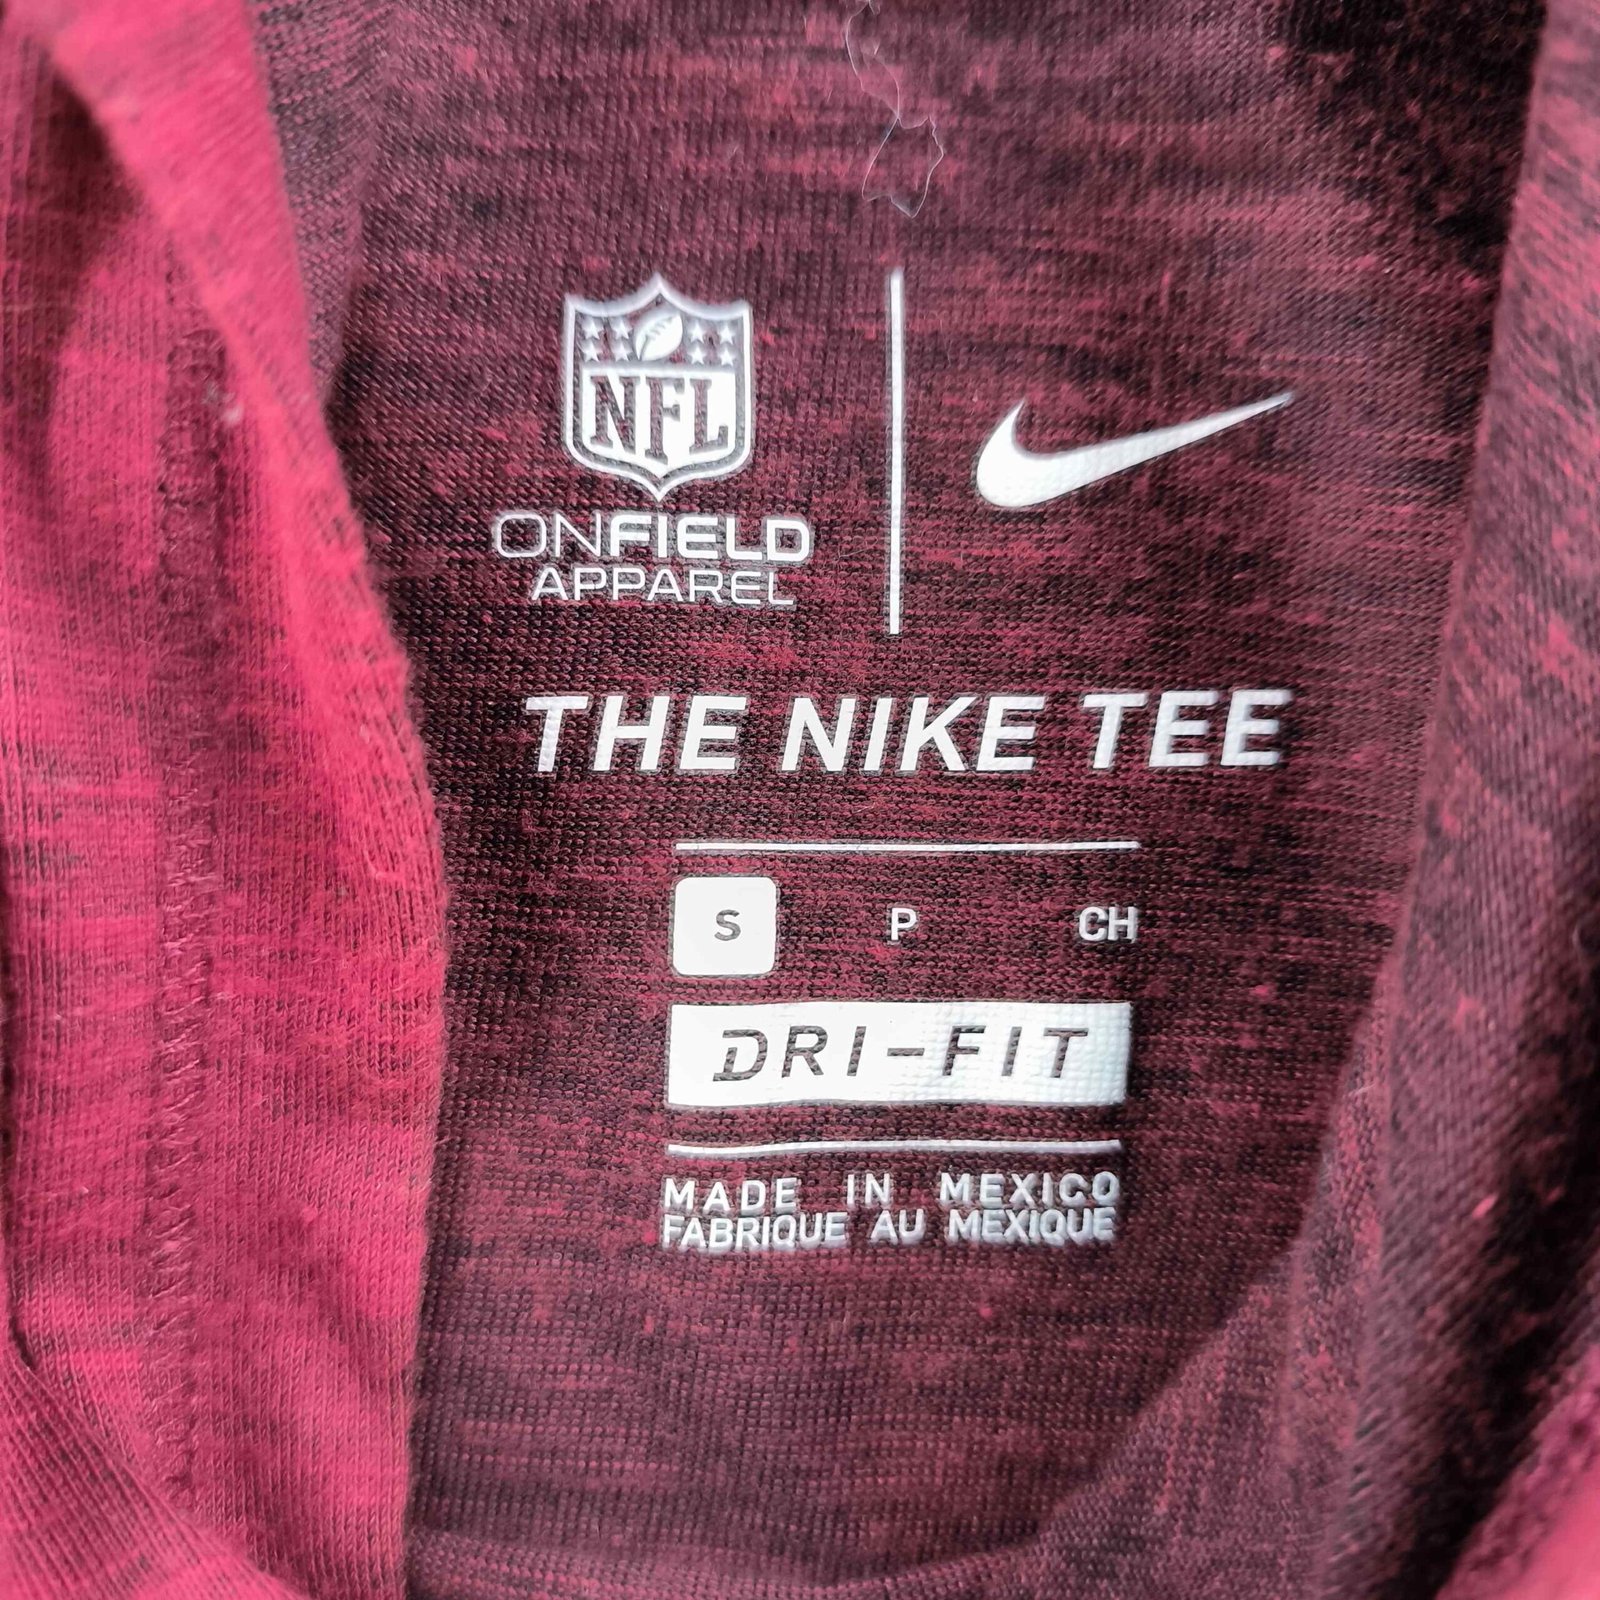 NFL
ONFIELD
APPAREL
THE NIKE TEE
S P CH
DRI-FIT
MADE IN MEXICO
FABRIQUE AU MEXIQUE